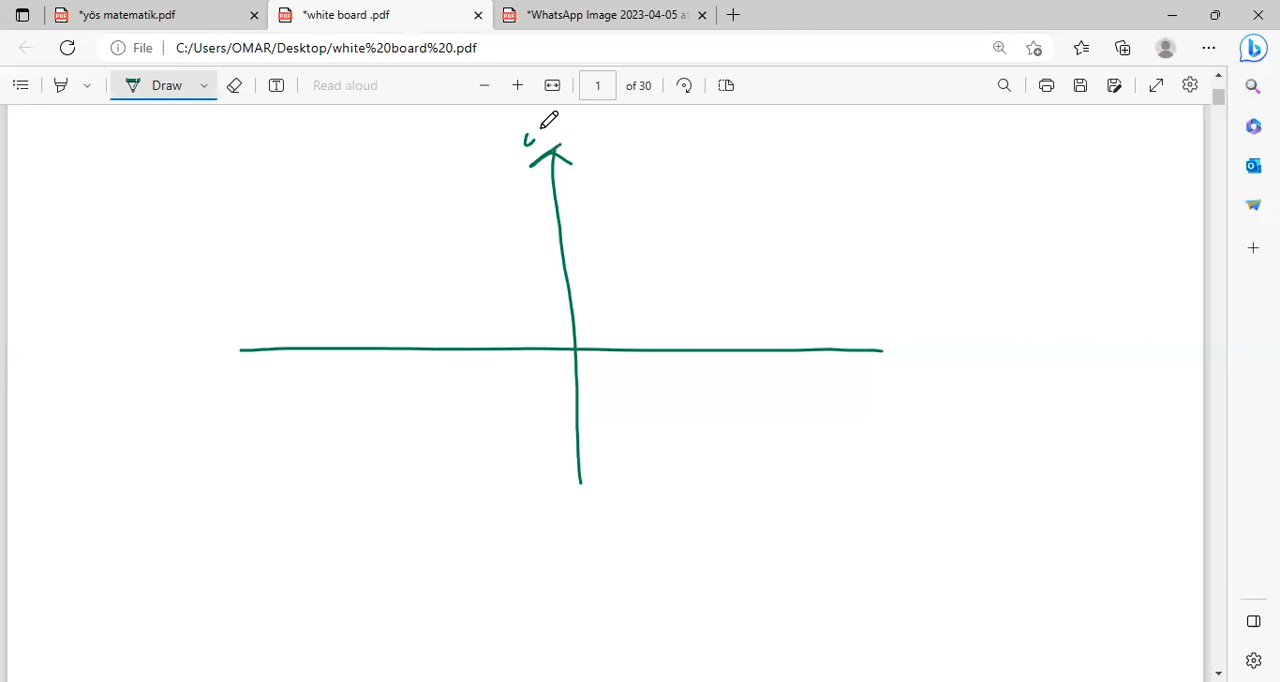 *yös matematik.pdf
*white board .pdf
*WhatsApp Image 2023-04-05 a
File C:/Users/OMAR/Desktop/white%20board%20.pdf
Draw
Read aloud
1 of 30